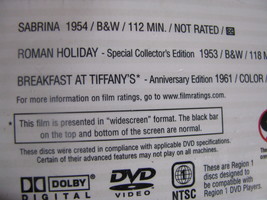 SABRINA 1954 / B&W / 112 MIN. / NOT RATED /
ROMAN HOLIDAY - Special Collector's Edition 1953 / B&W / 118 M
BREAKFAST AT TIFFANY'S* - Anniversary Edition 1961 / COLOR /
For more information on film ratings, go to www.filmratings.com.
* This film is presented in "widescreen" format. The black bar
on the top and bottom of the screen are normal.
These discs were created in compliance with applicable DVD specifications.
Certain of their advanced features may not play on all DVD players.
DOLBY
DIGITAL
DVD
VIDEO
NTSC
These are Region 1
discs designed to
be compatible with
Region 1 DVD Players.